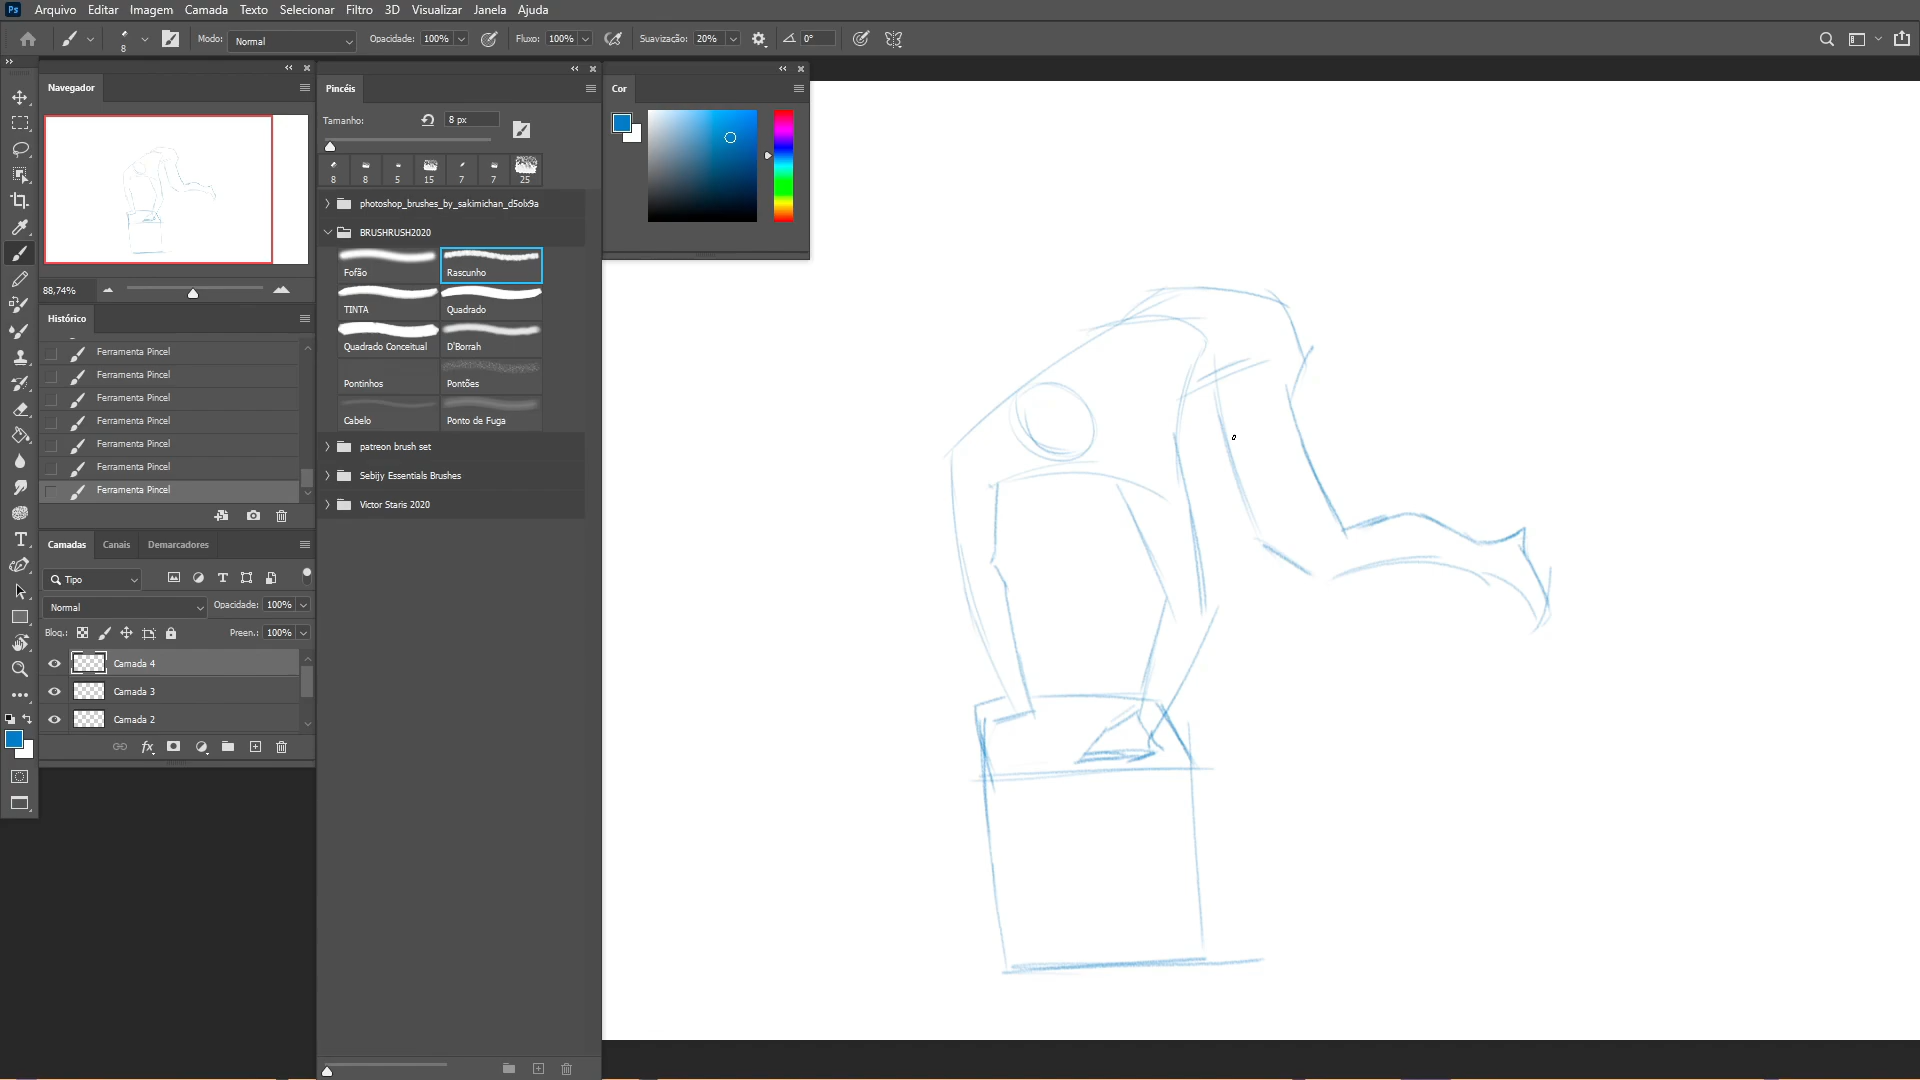 Ps Arquivo Editar Imagem Camada Texto Selecionar Filtro 3D Visualizar Janela Ajuda
8 Modo: Normal Opacidade: 100% Fluxo: 100% Suavização: 20% 0°
Navegador
88,74%
Histórico
Ferramenta Pincel
Ferramenta Pincel
Ferramenta Pincel
Ferramenta Pincel
Ferramenta Pincel
Ferramenta Pincel
Ferramenta Pincel
Camadas Canais Demarcadores
Tipo
Normal Opacidade: 100%
Bloq.: Preen.: 100%
Camada 4
Camada 3
Camada 2
fx
Pincéis
Tamanho: 8 px
8 8 5 15 7 7 25
photoshop_brushes_by_sakimichan_d5olx9a
BRUSHRUSH2020
Fofão Rascunho
TINTA Quadrado
Quadrado Conceitual D'Borrah
Pontinhos Pontões
Cabelo Ponto de Fuga
patreon brush set
Sebijy Essentials Brushes
Victor Staris 2020
Cor